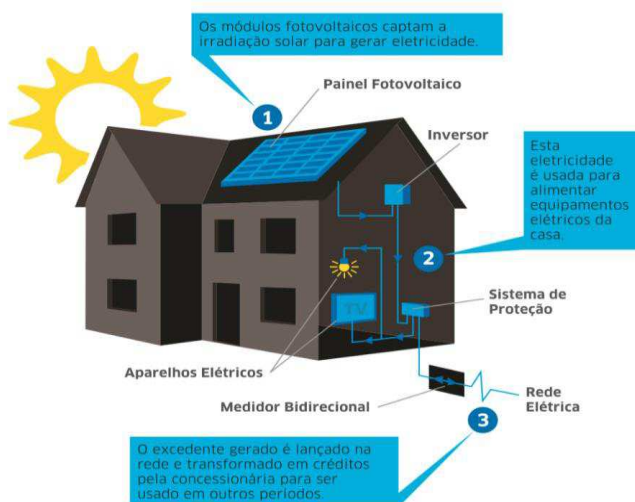 Os módulos fotovoltaicos captam a
irradiação solar para gerar eletricidade.
Painel Fotovoltaico
1
Inversor
Esta
eletricidade
é usada para
alimentar
equipamentos
elétricos da
casa.
2
TV
Sistema de
Proteção
Aparelhos Elétricos
Medidor Bidirecional
Rede
Elétrica
3
O excedente gerado é lançado na
rede e transformado em créditos
pela concessionária para ser
usado em outros períodos.